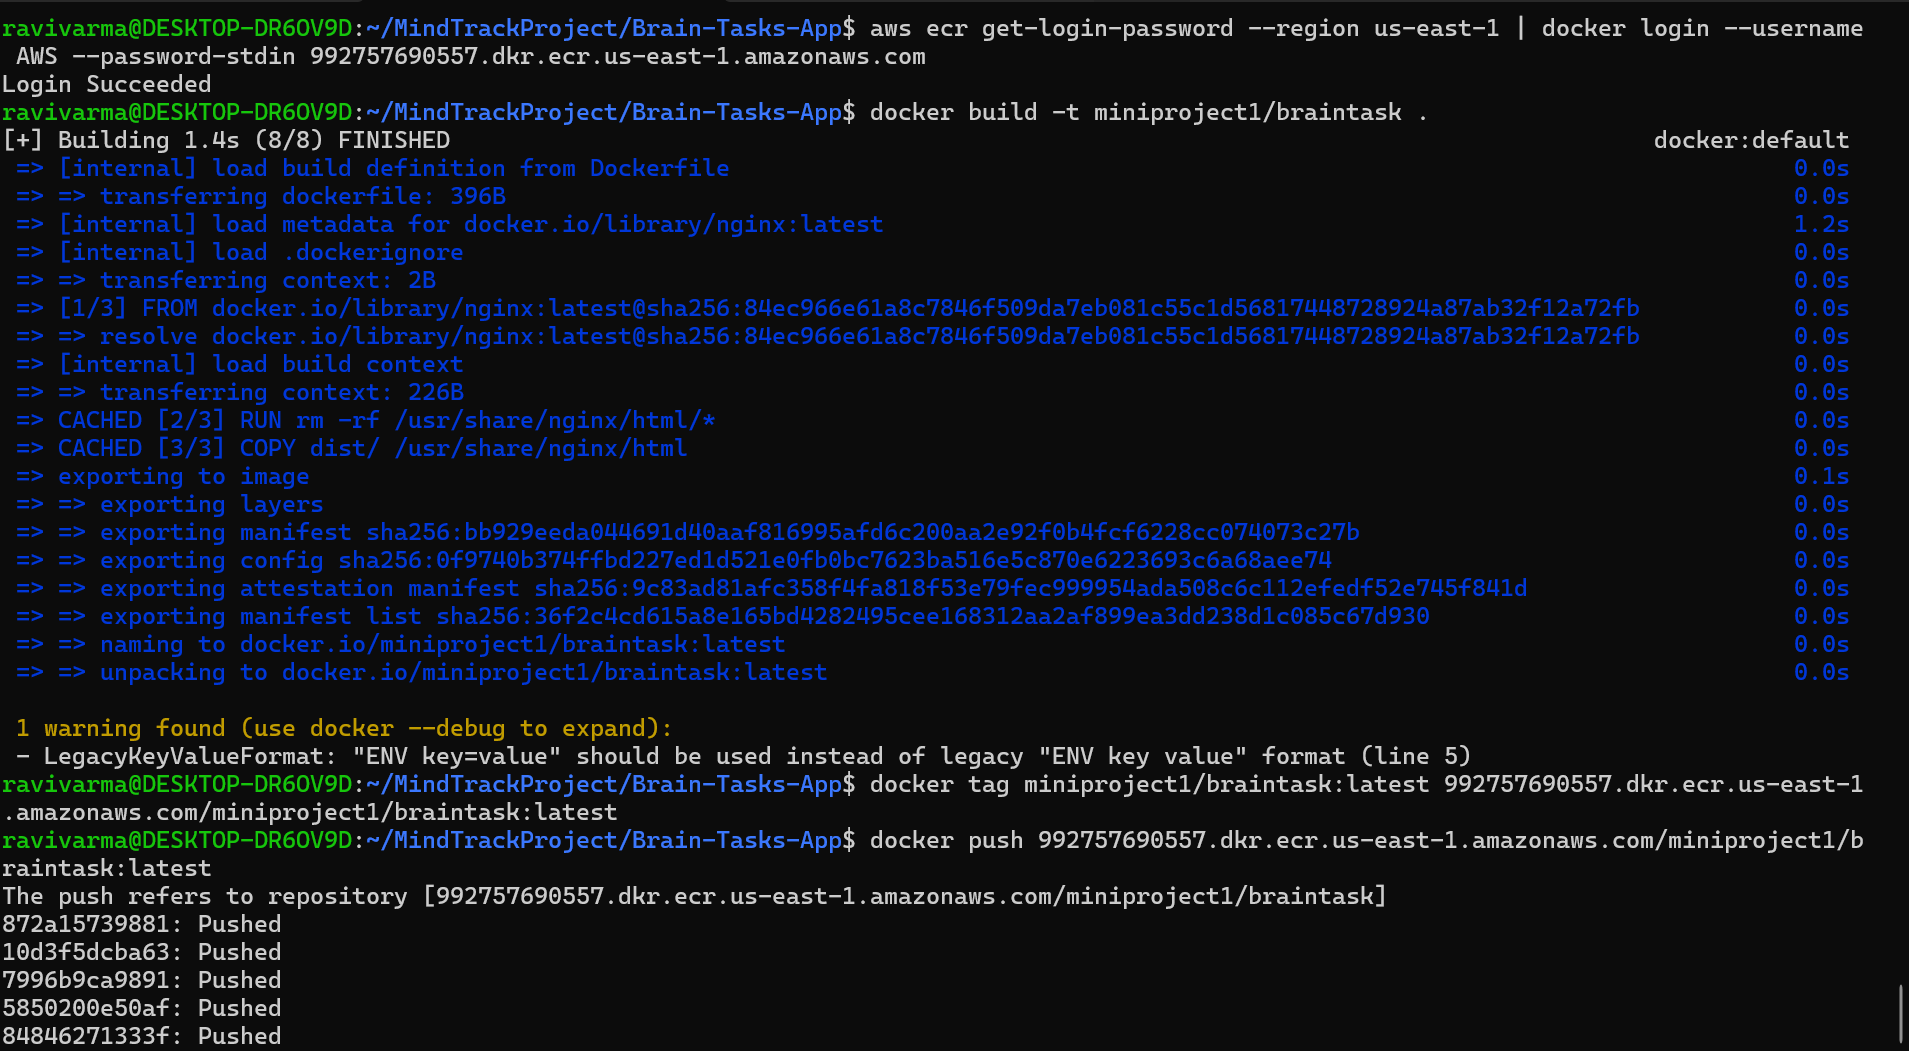 ravivarma@DESKTOP-DR6OV9D:~/MindTrackProject/Brain-Tasks-App$ aws ecr get-login-password --region us-east-1 | docker login --username
 AWS --password-stdin 992757690557.dkr.ecr.us-east-1.amazonaws.com
Login Succeeded
ravivarma@DESKTOP-DR6OV9D:~/MindTrackProject/Brain-Tasks-App$ docker build -t miniproject1/braintask .
[+] Building 1.4s (8/8) FINISHED docker:default
 => [internal] load build definition from Dockerfile 0.0s
 => => transferring dockerfile: 396B 0.0s
 => [internal] load metadata for docker.io/library/nginx:latest 1.2s
 => [internal] load .dockerignore 0.0s
 => => transferring context: 2B 0.0s
 => [1/3] FROM docker.io/library/nginx:latest@sha256:84ec966e61a8c7846f509da7eb081c55c1d56817448728924a87ab32f12a72fb 0.0s
 => => resolve docker.io/library/nginx:latest@sha256:84ec966e61a8c7846f509da7eb081c55c1d56817448728924a87ab32f12a72fb 0.0s
 => [internal] load build context 0.0s
 => => transferring context: 226B 0.0s
 => CACHED [2/3] RUN rm -rf /usr/share/nginx/html/* 0.0s
 => CACHED [3/3] COPY dist/ /usr/share/nginx/html 0.0s
 => exporting to image 0.1s
 => => exporting layers 0.0s
 => => exporting manifest sha256:bb929eeda044691d40aaf816995afd6c200aa2e92f0b4fcf6228cc074073c27b 0.0s
 => => exporting config sha256:0f9740b374ffbd227ed1d521e0fb0bc7623ba516e5c870e6223693c6a68aee74 0.0s
 => => exporting attestation manifest sha256:9c83ad81afc358f4fa818f53e79fec999954ada508c6c112efedf52e745f841d 0.0s
 => => exporting manifest list sha256:36f2c4cd615a8e165bd4282495cee168312aa2af899ea3dd238d1c085c67d930 0.0s
 => => naming to docker.io/miniproject1/braintask:latest 0.0s
 => => unpacking to docker.io/miniproject1/braintask:latest 0.0s
 1 warning found (use docker --debug to expand):
 - LegacyKeyValueFormat: "ENV key=value" should be used instead of legacy "ENV key value" format (line 5)
ravivarma@DESKTOP-DR6OV9D:~/MindTrackProject/Brain-Tasks-App$ docker tag miniproject1/braintask:latest 992757690557.dkr.ecr.us-east-1
.amazonaws.com/miniproject1/braintask:latest
ravivarma@DESKTOP-DR6OV9D:~/MindTrackProject/Brain-Tasks-App$ docker push 992757690557.dkr.ecr.us-east-1.amazonaws.com/miniproject1/b
raintask:latest
The push refers to repository [992757690557.dkr.ecr.us-east-1.amazonaws.com/miniproject1/braintask]
872a15739881: Pushed
10d3f5dcba63: Pushed
7996b9ca9891: Pushed
5850200e50af: Pushed
84846271333f: Pushed